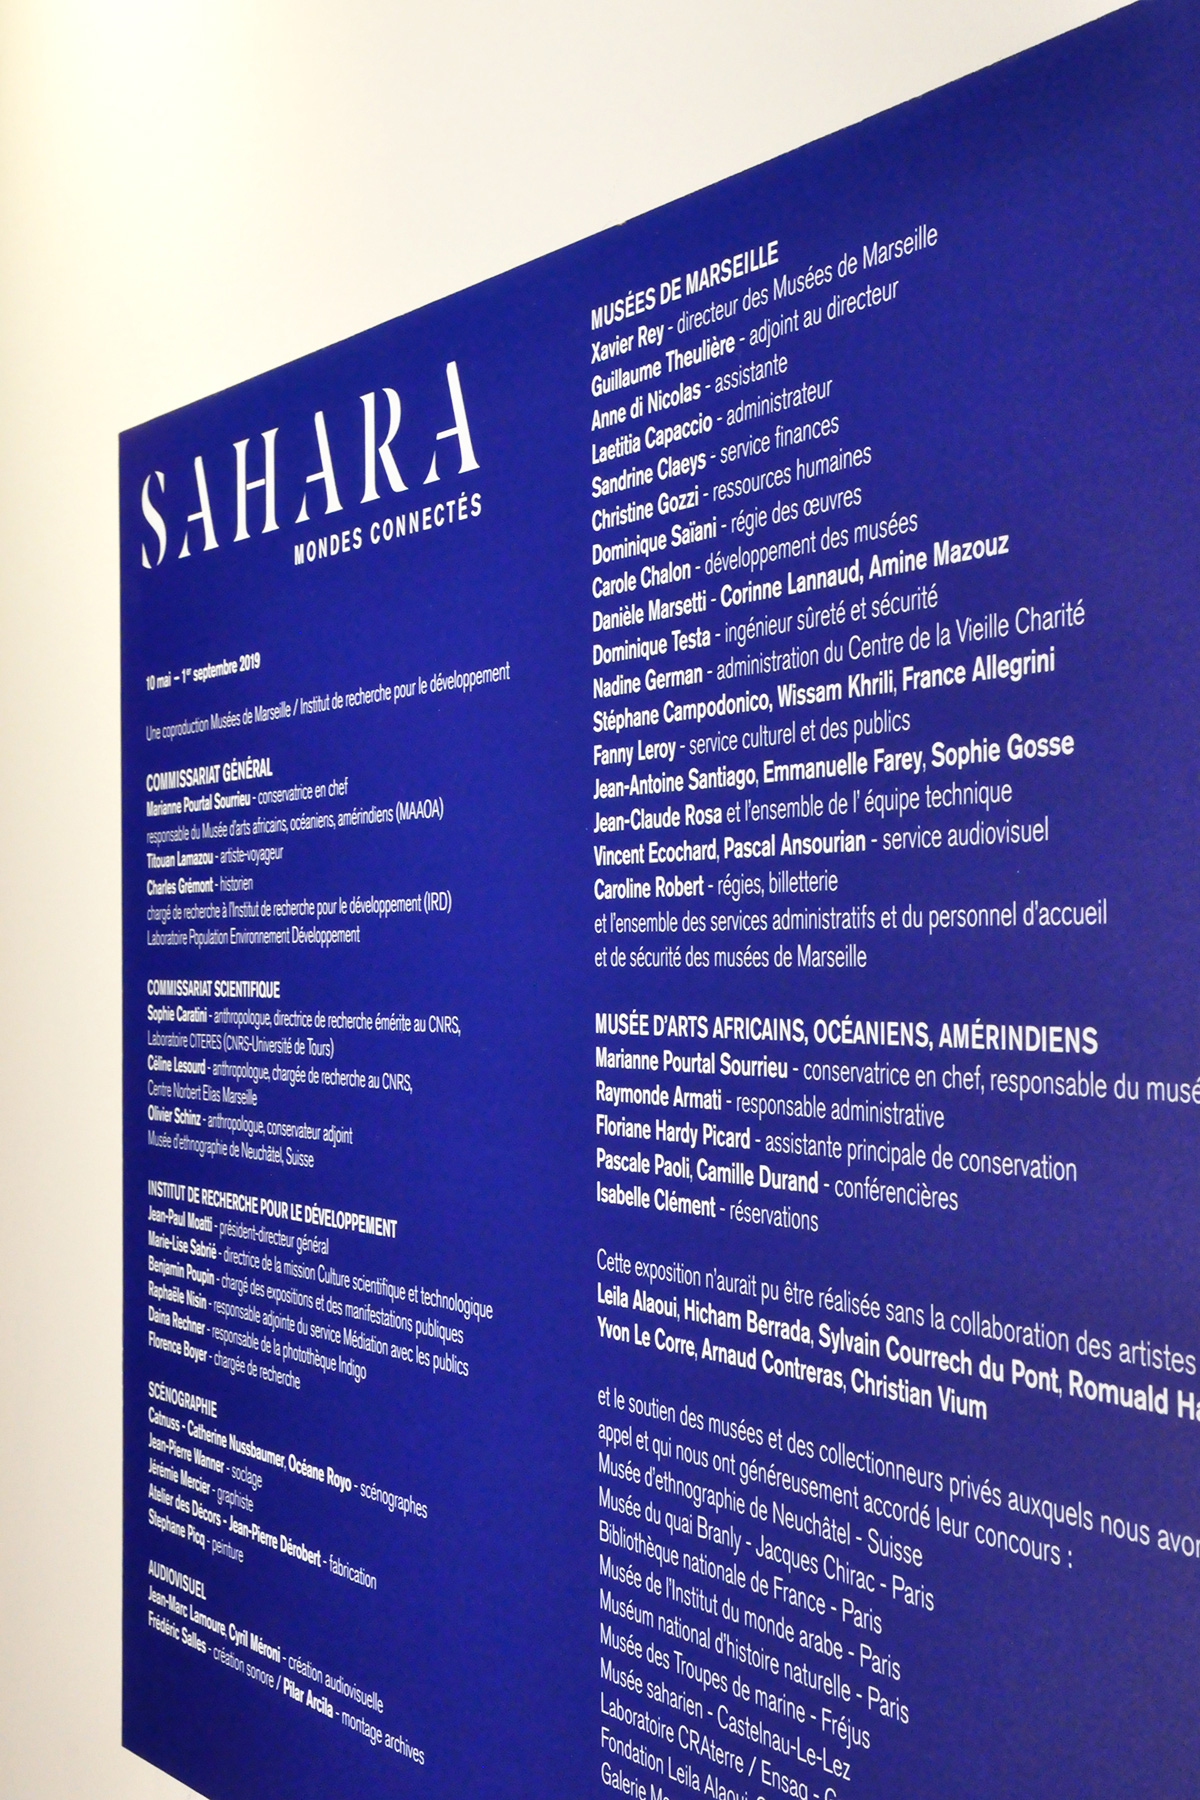 SAHARA
MONDES CONNECTÉS
10 mai – 1er septembre 2019
Une coproduction Musées de Marseille / Institut de recherche pour le développement
COMMISSARIAT GÉNÉRAL
Marianne Pourtal Sourrieu - conservatrice en chef
responsable du Musée d'arts africains, océaniens, amérindiens (MAAOA)
Titouan Lamazou - artiste-voyageur
Charles Grémont - historien
chargé de recherche à l'Institut de recherche pour le développement (IRD)
Laboratoire Population Environnement Développement
COMMISSARIAT SCIENTIFIQUE
Sophie Caratini - anthropologue, directrice de recherche émérite au CNRS,
Laboratoire CITERES (CNRS-Université de Tours)
Céline Lesourd - anthropologue, chargée de recherche au CNRS,
Centre Norbert Elias Marseille
Olivier Schinz - anthropologue, conservateur adjoint
Musée d'ethnographie de Neuchâtel, Suisse
INSTITUT DE RECHERCHE POUR LE DÉVELOPPEMENT
Jean-Paul Moatti - président-directeur général
Marie-Lise Sabrié - directrice de la mission Culture scientifique et technologique
Benjamin Poupin - chargé des expositions et des manifestations publiques
Raphaële Nisin - responsable adjointe du service Médiation avec les publics
Daina Rechner - responsable de la photothèque Indigo
Florence Boyer - chargée de recherche
SCÉNOGRAPHIE
Catnuss - Catherine Nussbaumer, Océane Royo - scénographes
Jean-Pierre Wanner - soclage
Jérémie Mercier - graphiste
Atelier des Décors - Jean-Pierre Dérobert - fabrication
Stephane Picq - peinture
AUDIOVISUEL
Jean-Marc Lamoure, Cyril Méroni - création audiovisuelle
Frédéric Salles - création sonore / Pilar Arcila - montage archives
MUSÉES DE MARSEILLE
Xavier Rey - directeur des Musées de Marseille
Guillaume Theulière - adjoint au directeur
Anne di Nicolas - assistante
Laetitia Capaccio - administrateur
Sandrine Claeys - service finances
Christine Gozzi - ressources humaines
Dominique Saïani - régie des œuvres
Carole Chalon - développement des musées
Danièle Marsetti - Corinne Lannaud, Amine Mazouz
Dominique Testa - ingénieur sûreté et sécurité
Nadine German - administration du Centre de la Vieille Charité
Stéphane Campodonico, Wissam Khrili, France Allegrini
Fanny Leroy - service culturel et des publics
Jean-Antoine Santiago, Emmanuelle Farey, Sophie Gosse
Jean-Claude Rosa et l'ensemble de l' équipe technique
Vincent Ecochard, Pascal Ansourian - service audiovisuel
Caroline Robert - régies, billetterie
et l'ensemble des services administratifs et du personnel d'accueil
et de sécurité des musées de Marseille
MUSÉE D'ARTS AFRICAINS, OCÉANIENS, AMÉRINDIENS
Marianne Pourtal Sourrieu - conservatrice en chef, responsable du musé
Raymonde Armati - responsable administrative
Floriane Hardy Picard - assistante principale de conservation
Pascale Paoli, Camille Durand - conférencières
Isabelle Clément - réservations
Cette exposition n'aurait pu être réalisée sans la collaboration des artistes
Leila Alaoui, Hicham Berrada, Sylvain Courrech du Pont, Romuald Ha
Yvon Le Corre, Arnaud Contreras, Christian Vium
et le soutien des musées et des collectionneurs privés auxquels nous avon
appel et qui nous ont généreusement accordé leur concours :
Musée d'ethnographie de Neuchâtel - Suisse
Musée du quai Branly - Jacques Chirac - Paris
Bibliothèque nationale de France - Paris
Musée de l'Institut du monde arabe - Paris
Muséum national d'histoire naturelle - Paris
Musée des Troupes de marine - Fréjus
Musée saharien - Castelnau-Le-Lez
Laboratoire CRAterre / Ensag -
Fondation Leila Alaoui,
Galerie